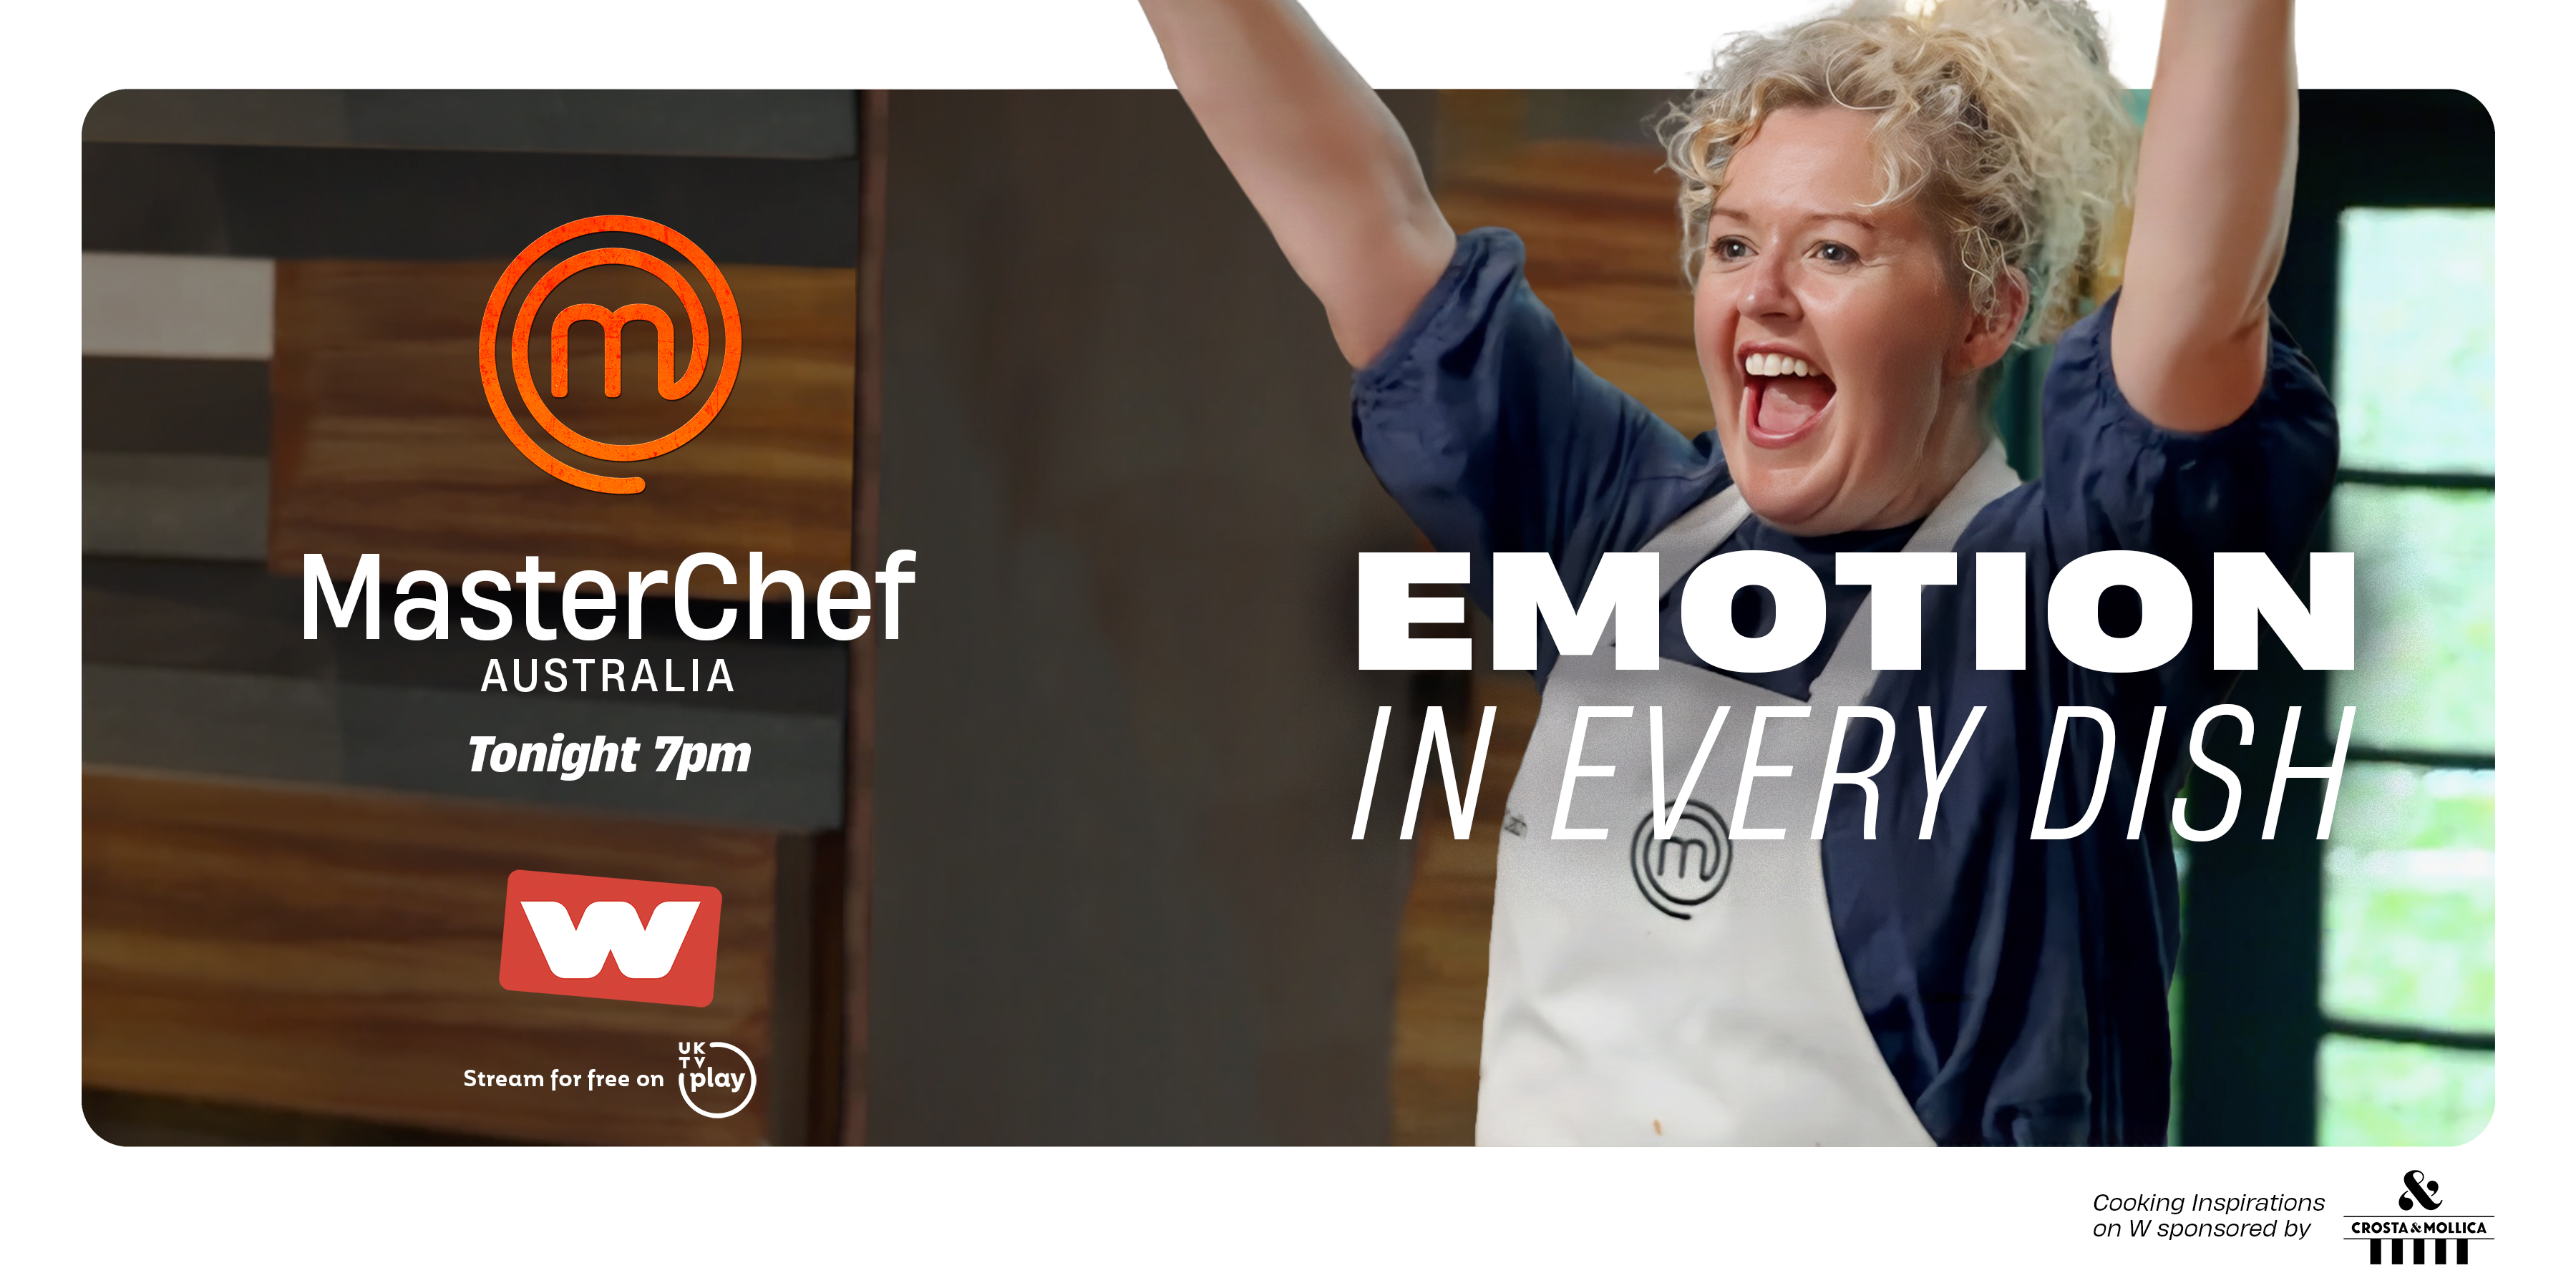 m
MasterChef
AUSTRALIA
Tonight 7pm
W
Stream for free on
UK
TV
play
EMOTION
IN EVERY DISH
m
Cooking Inspirations
on W sponsored by
&
CROSTA & MOLLICA